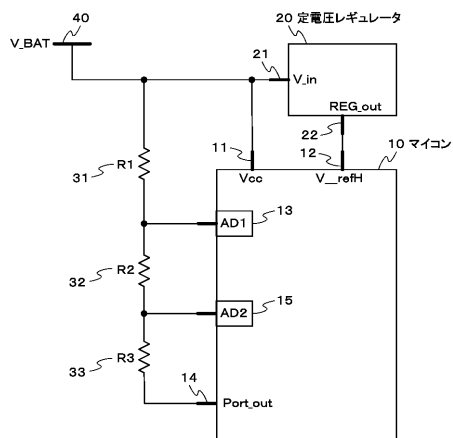 40
V_BAT
20 定電圧レギュレータ
21
V_in
REG_out
22
11
12
10 マイコン
Vcc
V__refH
R1
31
AD1
13
R2
32
AD2
15
R3
33
14
Port_out